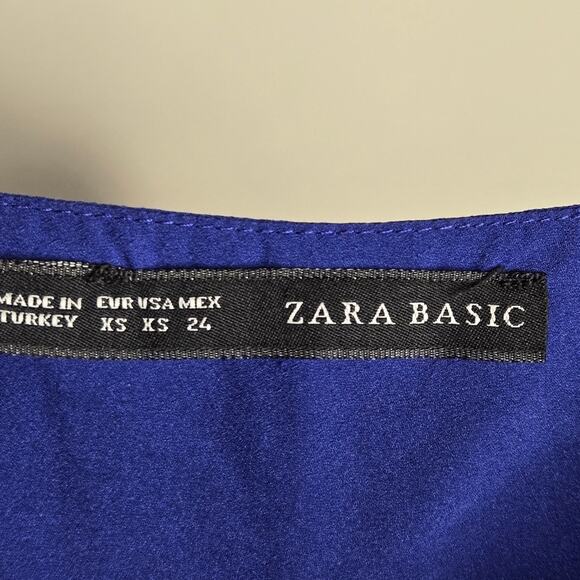 MADE IN EUR USA MEX ZARA BASIC
TURKEY XS XS 24